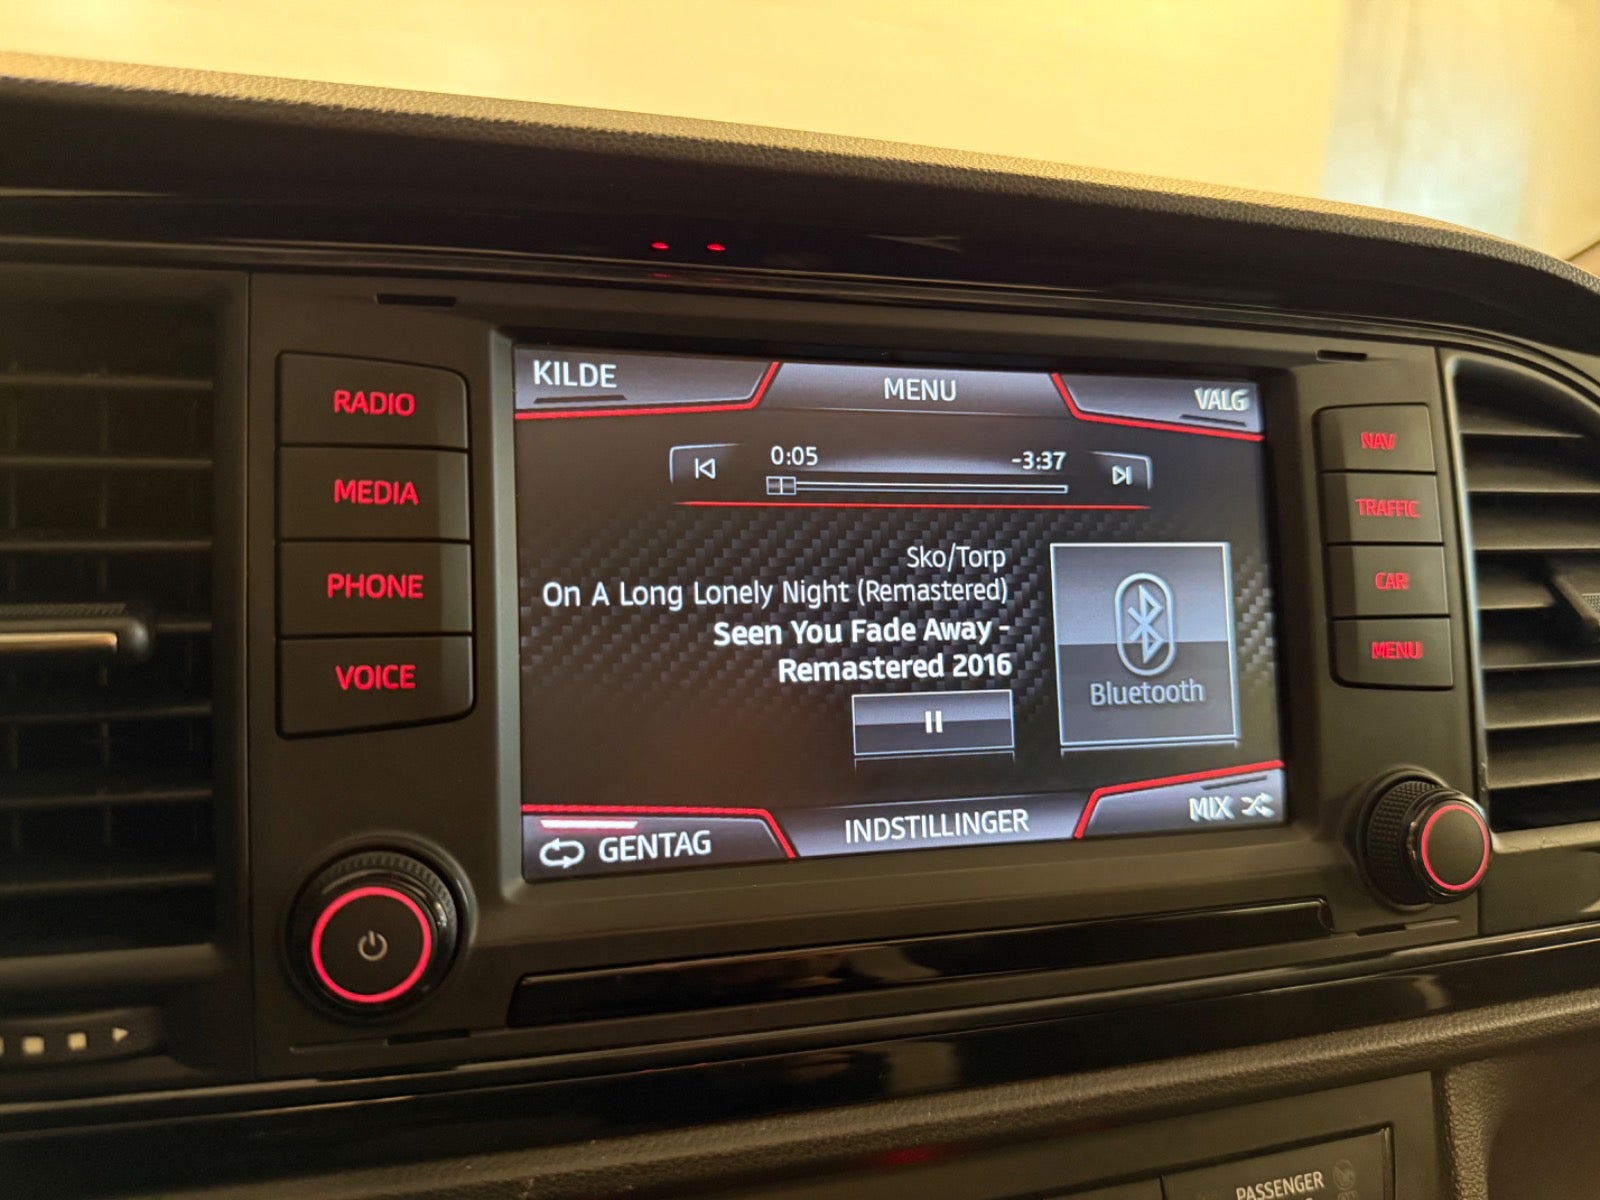 RADIO
MEDIA
PHONE
VOICE
KILDE
MENU
VALG
0:05
-3:37
Sko/Torp
On A Long Lonely Night (Remastered)
Seen You Fade Away -
Remastered 2016
Bluetooth
GENTAG
INDSTILLINGER
MIX
NAV
TRAFFIC
CAR
MENU
PASSENGER